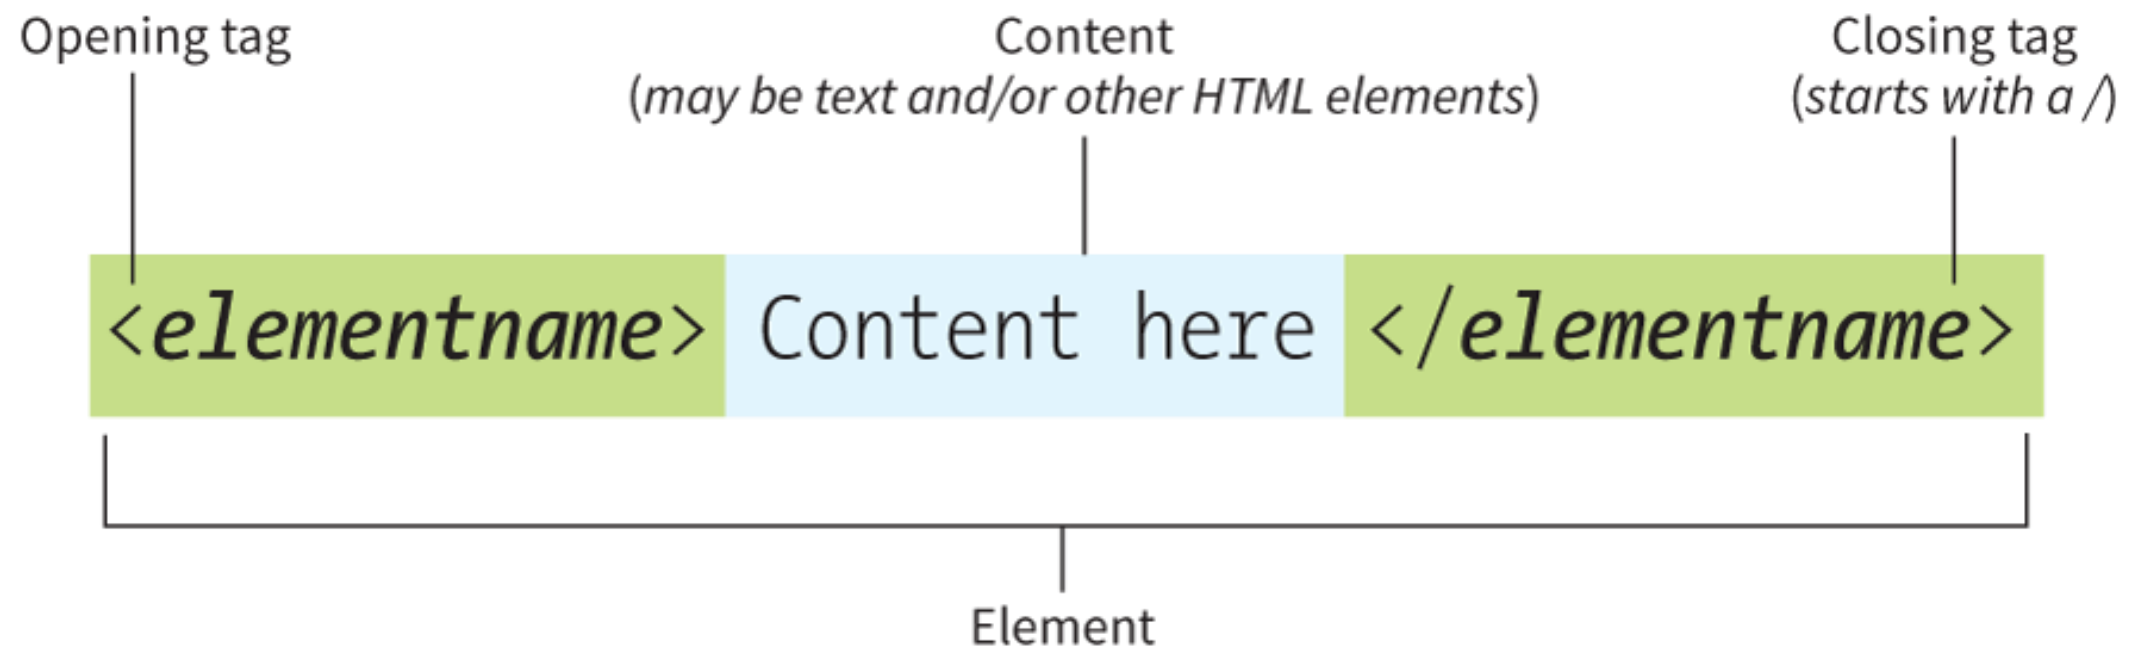 Opening tag
Content
(may be text and/or other HTML elements)
Closing tag
(starts with a /)
<elementname> Content here </elementname>
Element